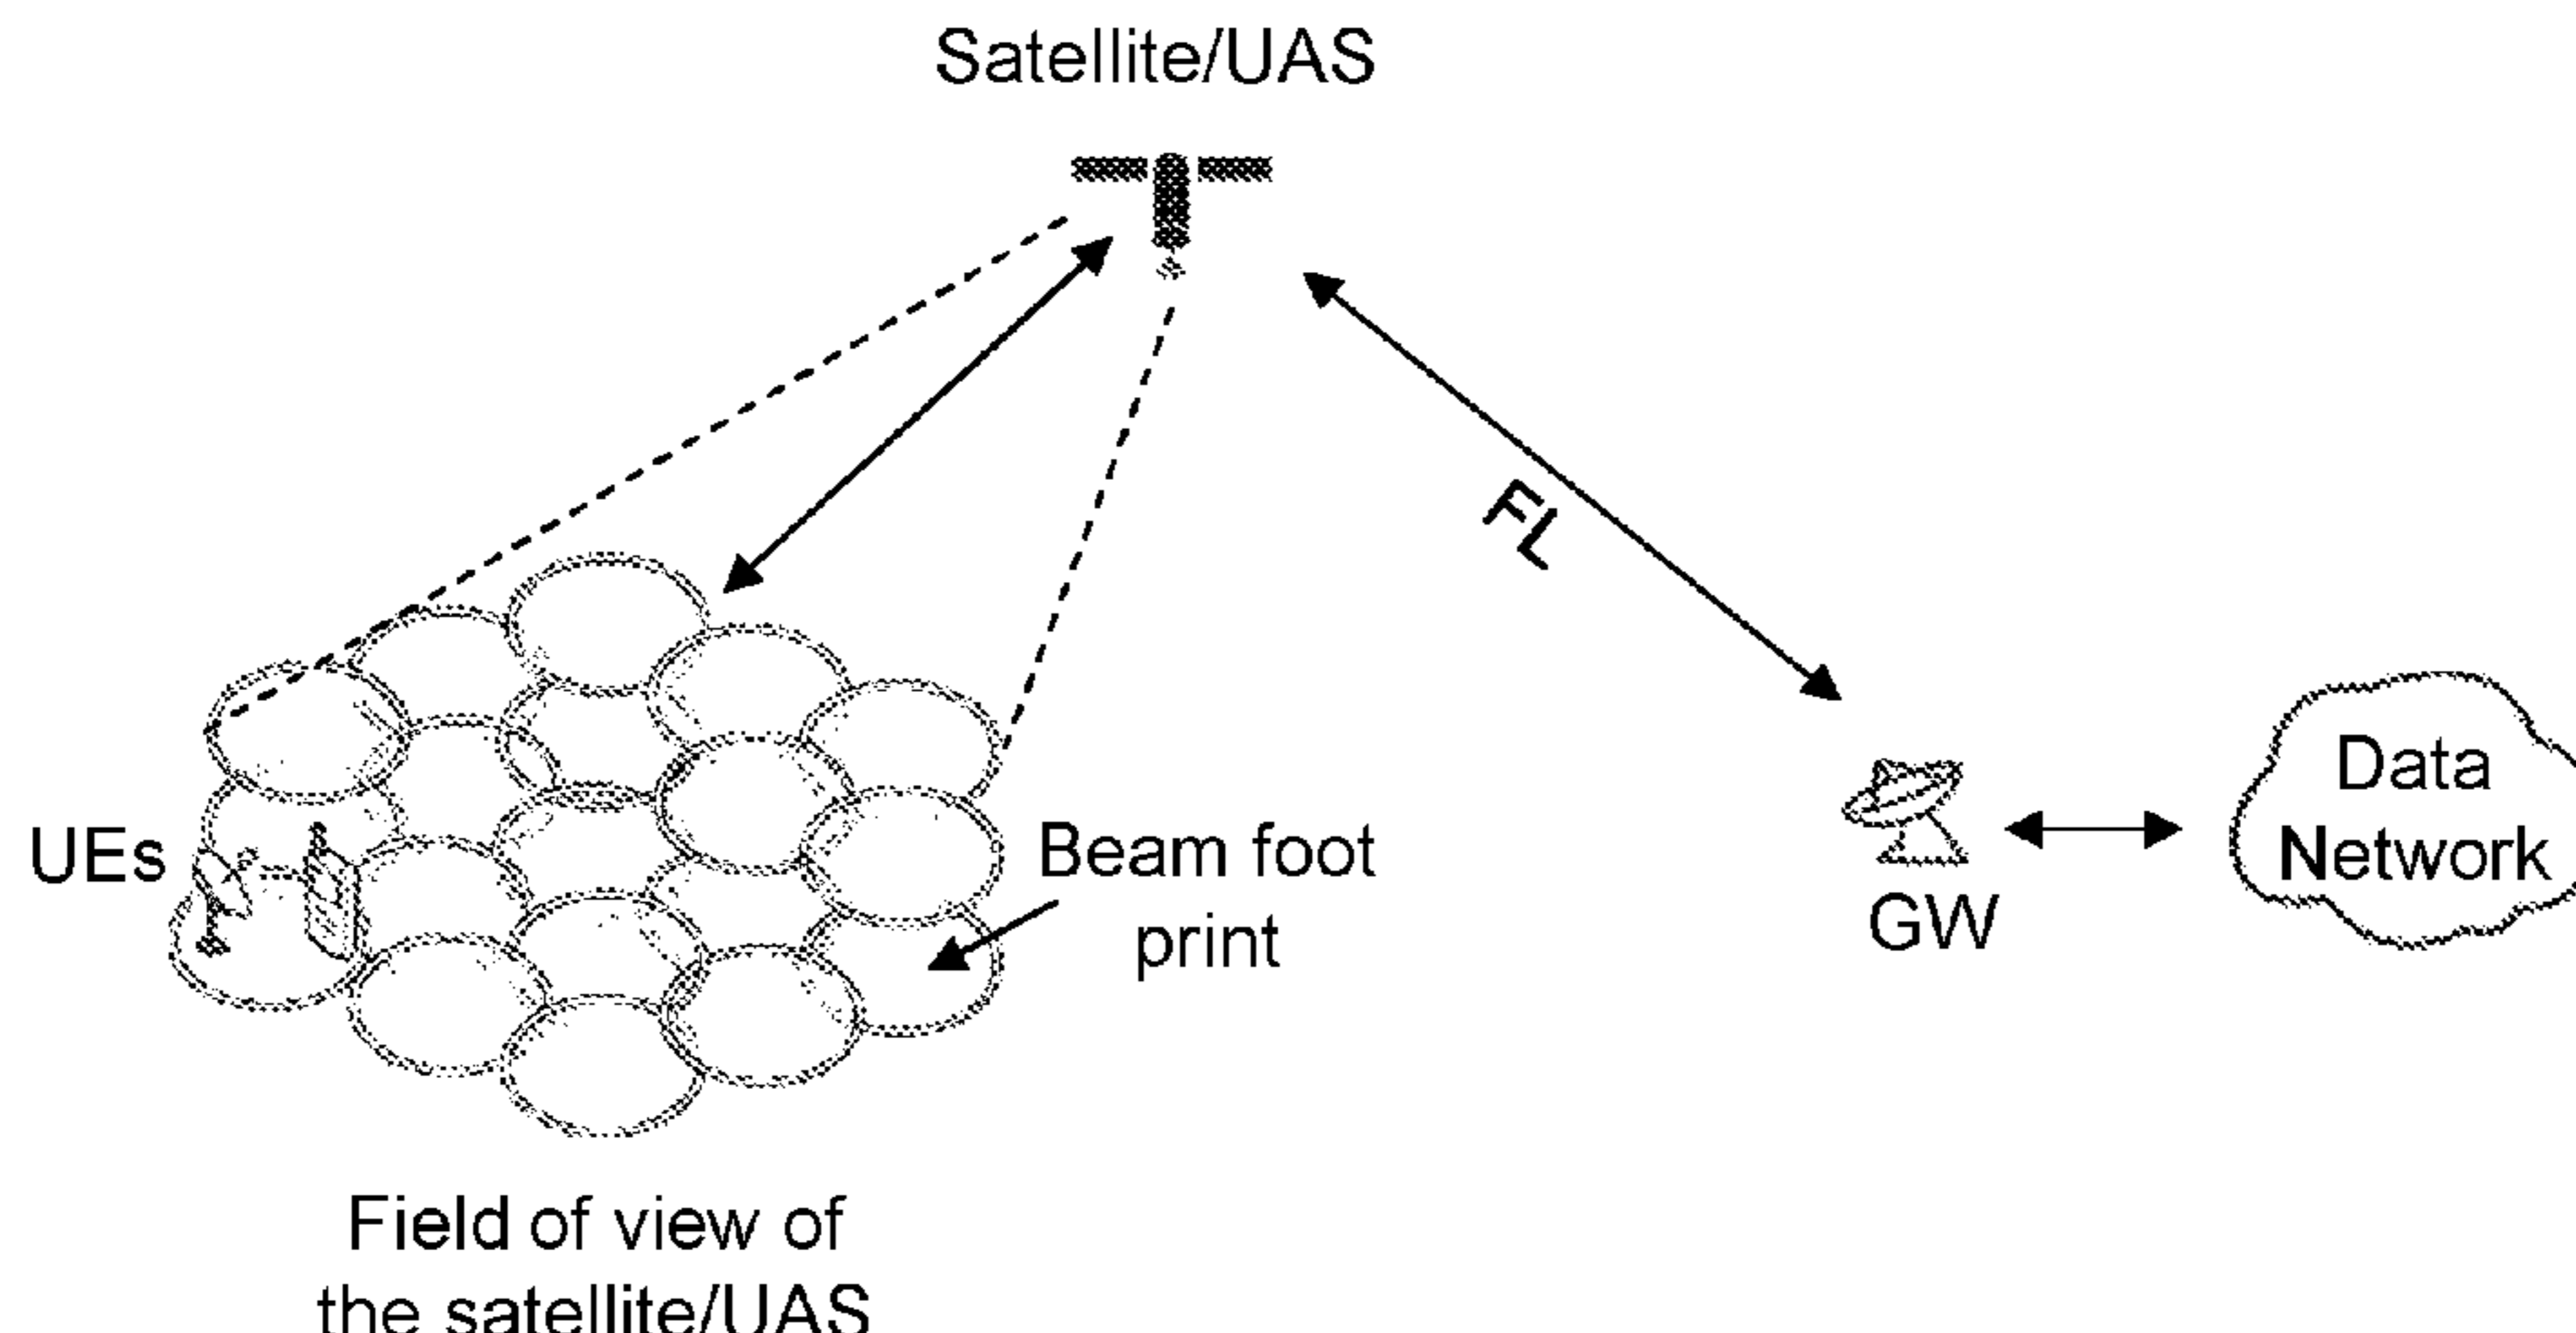 Satellite/UAS
FL
UEs
Beam foot
print
GW
Data
Network
Field of view of
the satellite/UAS